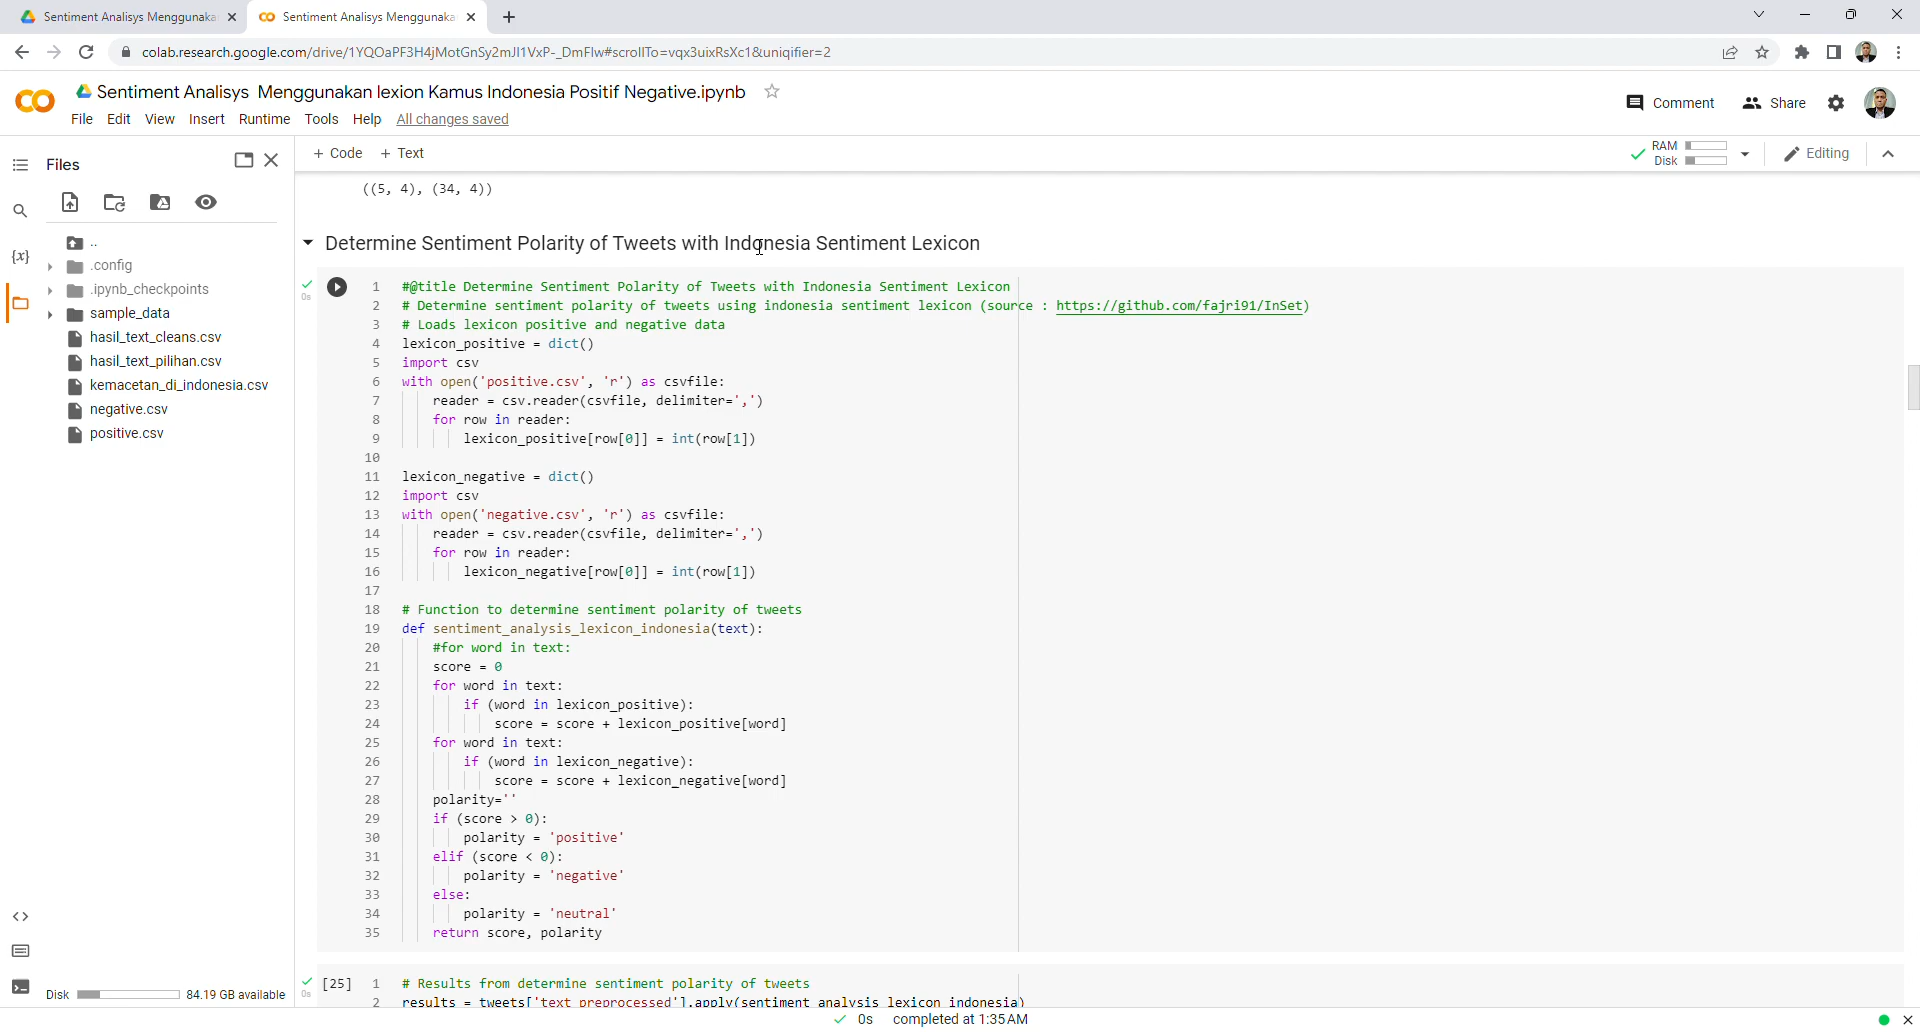 Sentiment Analisys Menggunaka
Sentiment Analisys Menggunaka
colab.research.google.com/drive/1YQOaPF3H4jMotGnSy2mJI1VxP-_DmFlw#scrollTo=vqx3uixRsXc1&uniqifier=2
Sentiment Analisys Menggunakan lexion Kamus Indonesia Positif Negative.ipynb
Comment
Share
File Edit View Insert Runtime Tools Help All changes saved
Files
+ Code + Text
RAM
Disk
Editing
..
.config
.ipynb_checkpoints
sample_data
hasil_text_cleans.csv
hasil_text_pilihan.csv
kemacetan_di_indonesia.csv
negative.csv
positive.csv
Disk 84.19 GB available
((5, 4), (34, 4))
Determine Sentiment Polarity of Tweets with Indonesia Sentiment Lexicon
0s
1 #@title Determine Sentiment Polarity of Tweets with Indonesia Sentiment Lexicon
2 # Determine sentiment polarity of tweets using indonesia sentiment lexicon (source : https://github.com/fajri91/InSet)
3 # Loads lexicon positive and negative data
4 lexicon_positive = dict()
5 import csv
6 with open('positive.csv', 'r') as csvfile:
7 reader = csv.reader(csvfile, delimiter=',')
8 for row in reader:
9 lexicon_positive[row[0]] = int(row[1])
10
11 lexicon_negative = dict()
12 import csv
13 with open('negative.csv', 'r') as csvfile:
14 reader = csv.reader(csvfile, delimiter=',')
15 for row in reader:
16 lexicon_negative[row[0]] = int(row[1])
17
18 # Function to determine sentiment polarity of tweets
19 def sentiment_analysis_lexicon_indonesia(text):
20 #for word in text:
21 score = 0
22 for word in text:
23 if (word in lexicon_positive):
24 score = score + lexicon_positive[word]
25 for word in text:
26 if (word in lexicon_negative):
27 score = score + lexicon_negative[word]
28 polarity=''
29 if (score > 0):
30 polarity = 'positive'
31 elif (score < 0):
32 polarity = 'negative'
33 else:
34 polarity = 'neutral'
35 return score, polarity
0s
[25] 1 # Results from determine sentiment polarity of tweets
2 results = tweets['text_preprocessed'].apply(sentiment_analysis_lexicon_indonesia)
0s completed at 1:35 AM